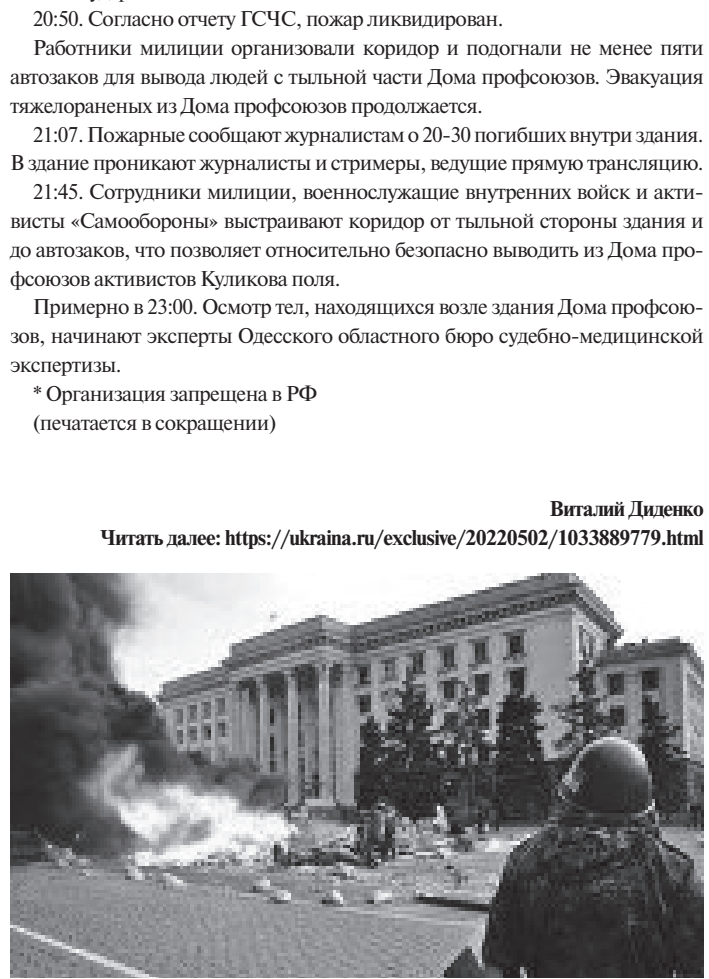 20:50. Согласно отчету ГСЧС, пожар ликвидирован.
Работники милиции организовали коридор и подогнали не менее пяти
автозаков для вывода людей с тыльной части Дома профсоюзов. Эвакуация
тяжелораненых из Дома профсоюзов продолжается.
21:07. Пожарные сообщают журналистам о 20-30 погибших внутри здания.
В здание проникают журналисты и стримеры, ведущие прямую трансляцию.
21:45. Сотрудники милиции, военнослужащие внутренних войск и акти-
висты «Самообороны» выстраивают коридор от тыльной стороны здания и
до автозаков, что позволяет относительно безопасно выводить из Дома про-
фсоюзов активистов Куликова поля.
Примерно в 23:00. Осмотр тел, находящихся возле здания Дома профсою-
зов, начинают эксперты Одесского областного бюро судебно-медицинской
экспертизы.
* Организация запрещена в РФ
(печатается в сокращении)
Виталий Диденко
Читать далее: https://ukraina.ru/exclusive/20220502/1033889779.html